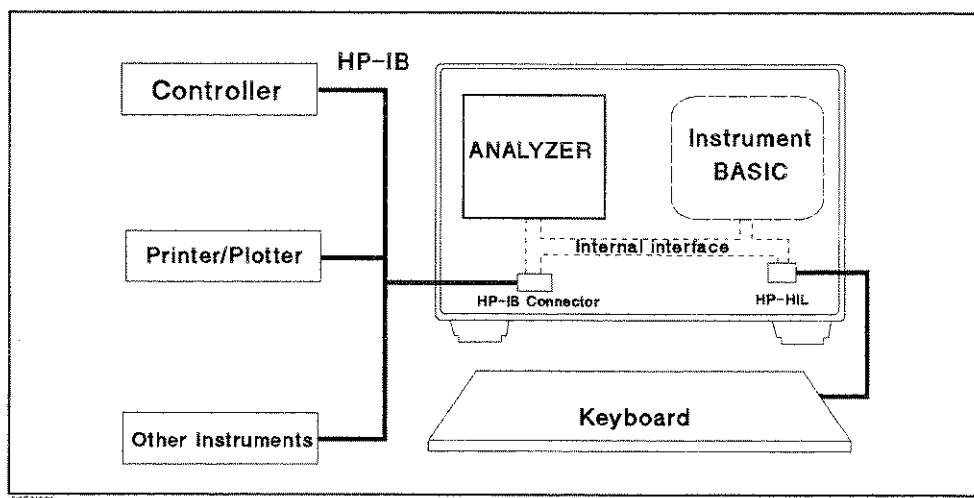 HP-IB
Controller
ANALYZER
Instrument
BASIC
Printer/Plotter
Internal interface
HP-IB Connector
HP-HIL
Other Instruments
Keyboard